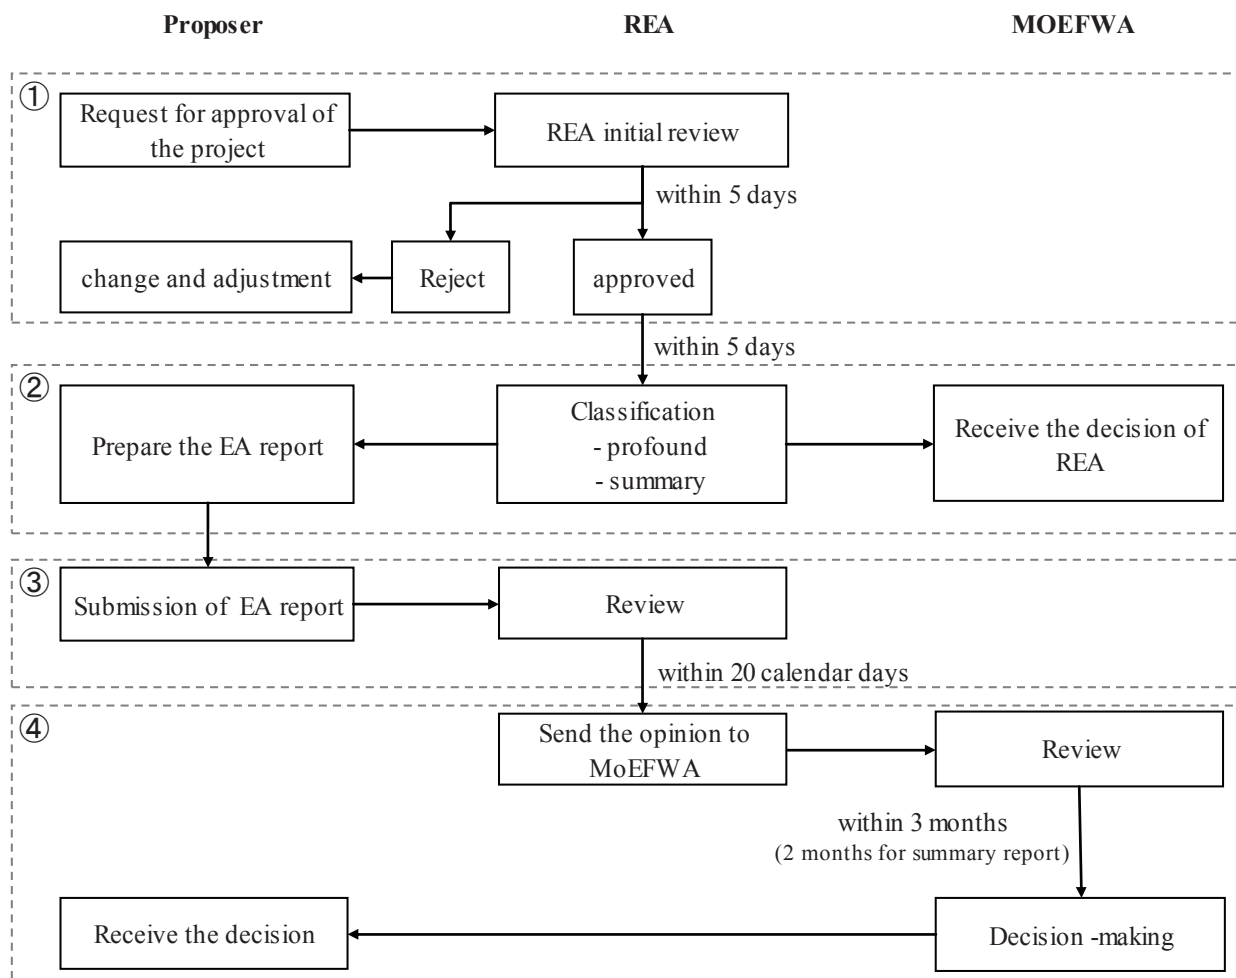 Proposer
REA
MOEFWA
①
Request for approval of
the project
REA initial review
within 5 days
change and adjustment
Reject
approved
within 5 days
②
Prepare the EA report
Classification
- profound
- summary
Receive the decision of
REA
③
Submission of EA report
Review
within 20 calendar days
④
Send the opinion to
MoEFWA
Review
within 3 months
(2 months for summary report)
Receive the decision
Decision -making